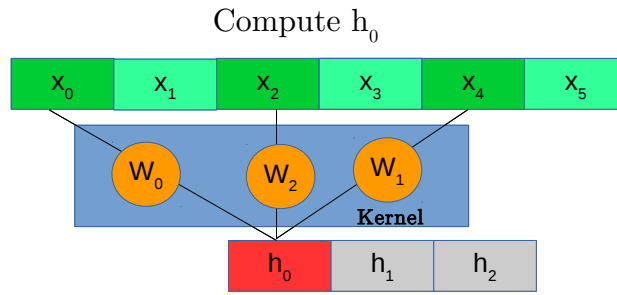 Compute h₀
x₀ x₁ x₂ x₃ x₄ x₅
W₀ W₂ W₁
Kernel
h₀ h₁ h₂